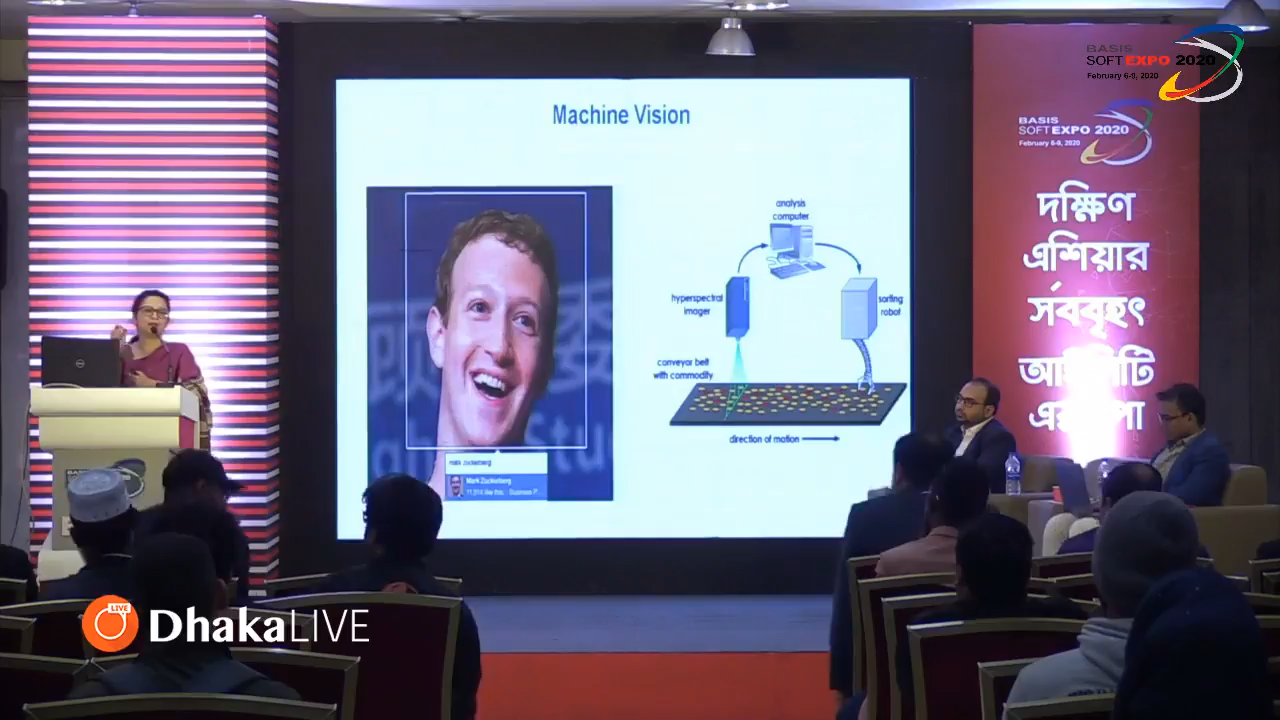 BASIS
SOFTEXPO 2020
February 6-9, 2020
BASIS
SOFTEXPO 2020
February 6-9, 2020
দক্ষিণ
এশিয়ার
সর্ববৃহৎ
Machine Vision
analysis
computer
hyperspectral
imager
sorting
robot
conveyor belt
with commodity
direction of motion
Mark Zuckerberg
DELL
LIVE
DhakaLIVE